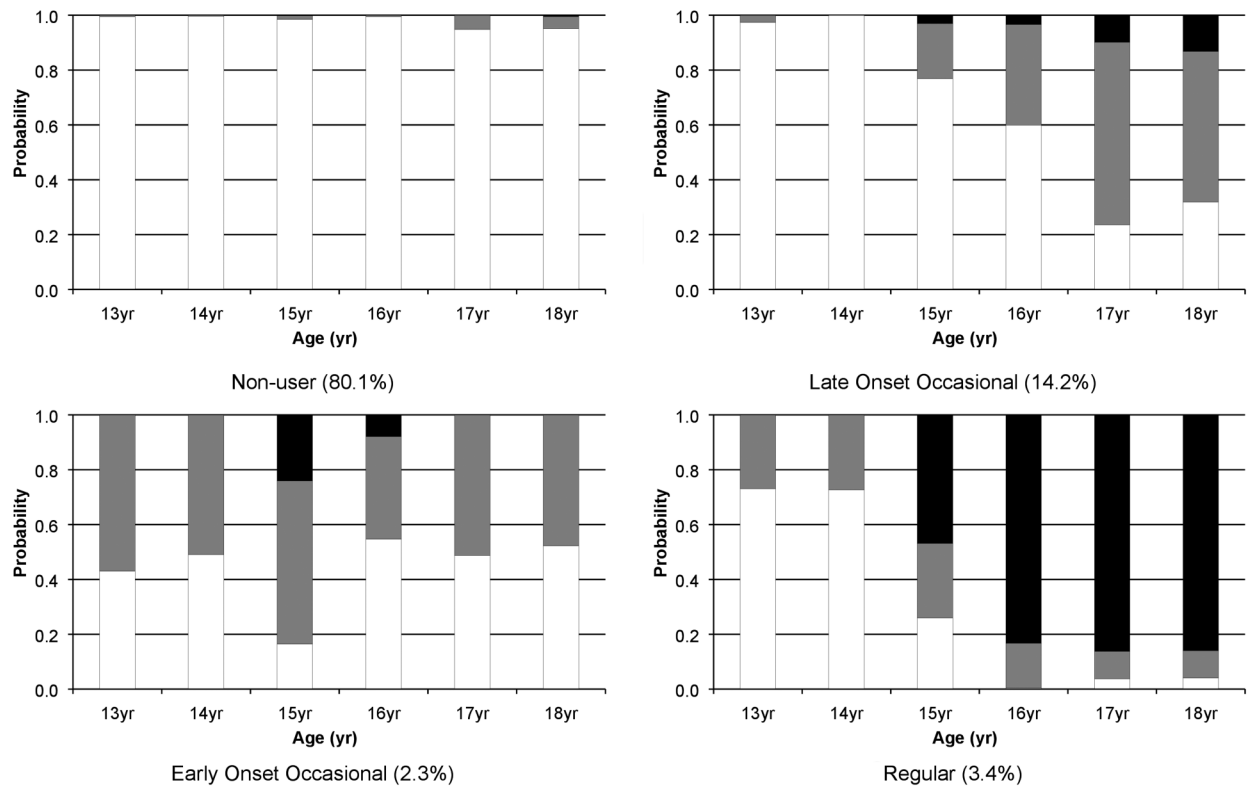 1.0
0.8
0.6
0.4
0.2
0.0
Probability
13yr 14yr 15yr 16yr 17yr 18yr
Age (yr)
Non-user (80.1%)
1.0
0.8
0.6
0.4
0.2
0.0
Probability
13yr 14yr 15yr 16yr 17yr 18yr
Age (yr)
Late Onset Occasional (14.2%)
1.0
0.8
0.6
0.4
0.2
0.0
Probability
13yr 14yr 15yr 16yr 17yr 18yr
Age (yr)
Early Onset Occasional (2.3%)
1.0
0.8
0.6
0.4
0.2
0.0
Probability
13yr 14yr 15yr 16yr 17yr 18yr
Age (yr)
Regular (3.4%)